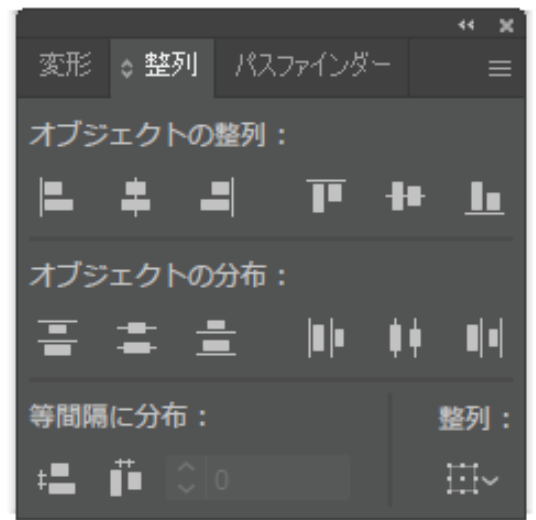 変形 整列 パスファインダー
オブジェクトの整列：
オブジェクトの分布：
等間隔に分布： 整列：
0